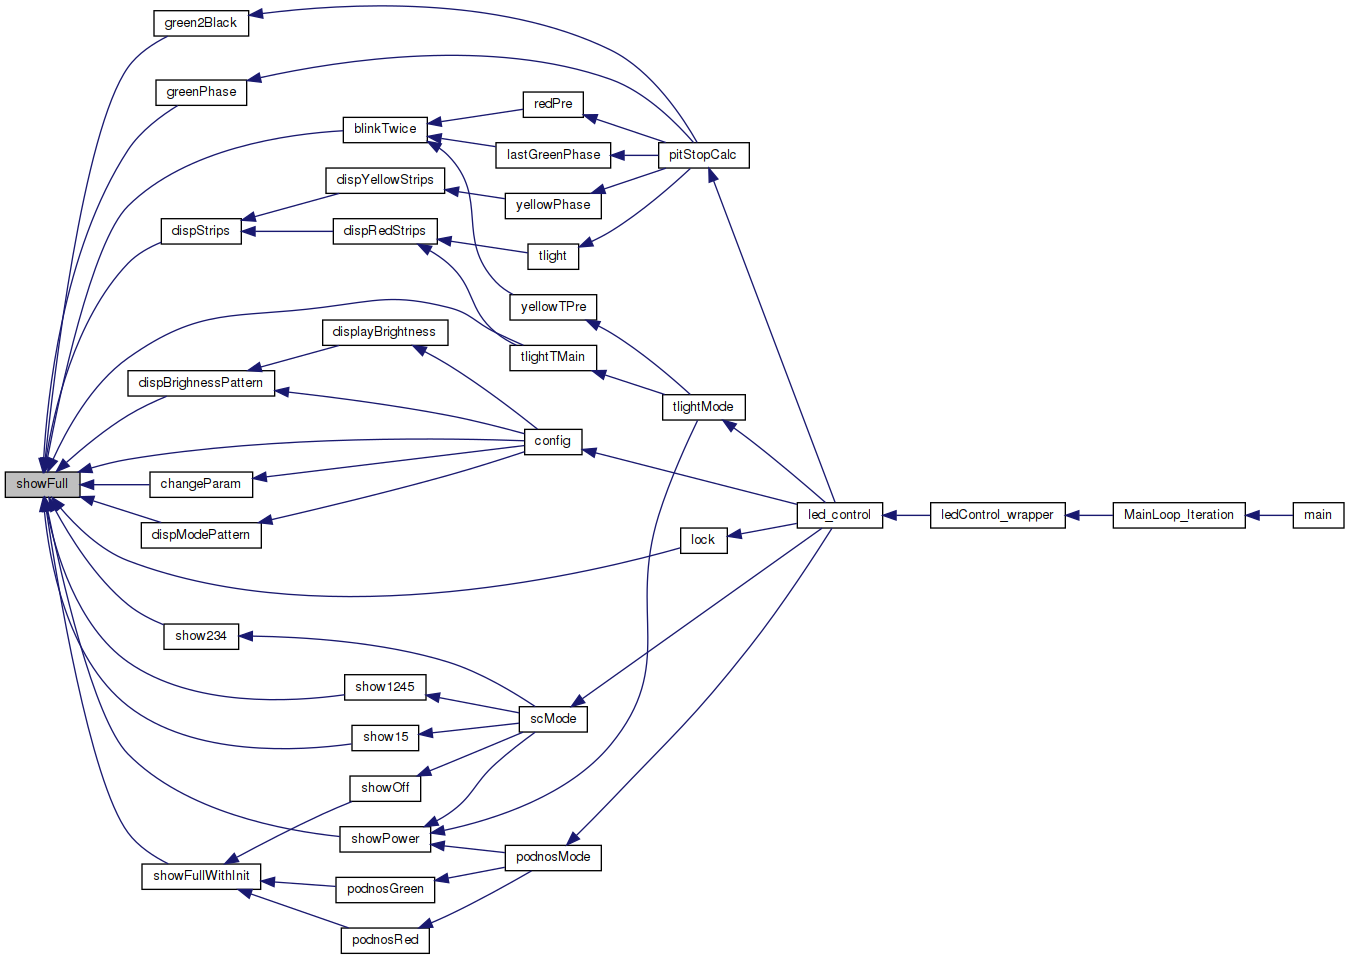 green2Black
greenPhase
redPre
blinkTwice
lastGreenPhase
pitStopCalc
dispYellowStrips
yellowPhase
dispStrips
dispRedStrips
tlight
yellowTPre
displayBrightness
tlightTMain
dispBrighnessPattern
tlightMode
config
showFull
changeParam
led_control
ledControl_wrapper
MainLoop_Iteration
main
dispModePattern
lock
show234
show1245
scMode
show15
showOff
showPower
podnosMode
showFullWithInit
podnosGreen
podnosRed